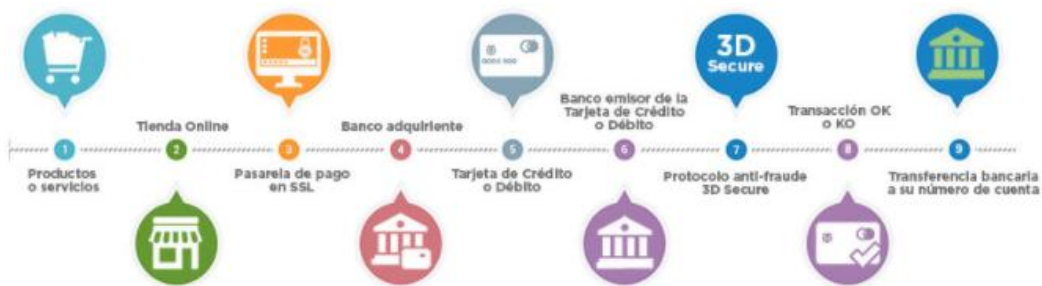 3D
Secure
1
Productos
o servicios
Tienda Online
2
3
Pasarela de pago
en SSL
Banco adquiriente
4
5
Tarjeta de Crédito
o Débito
Banco emisor de la
Tarjeta de Crédito
o Débito
6
7
Protocolo anti-fraude
3D Secure
Transacción OK
o KO
8
9
Transferencia bancaria
a su número de cuenta